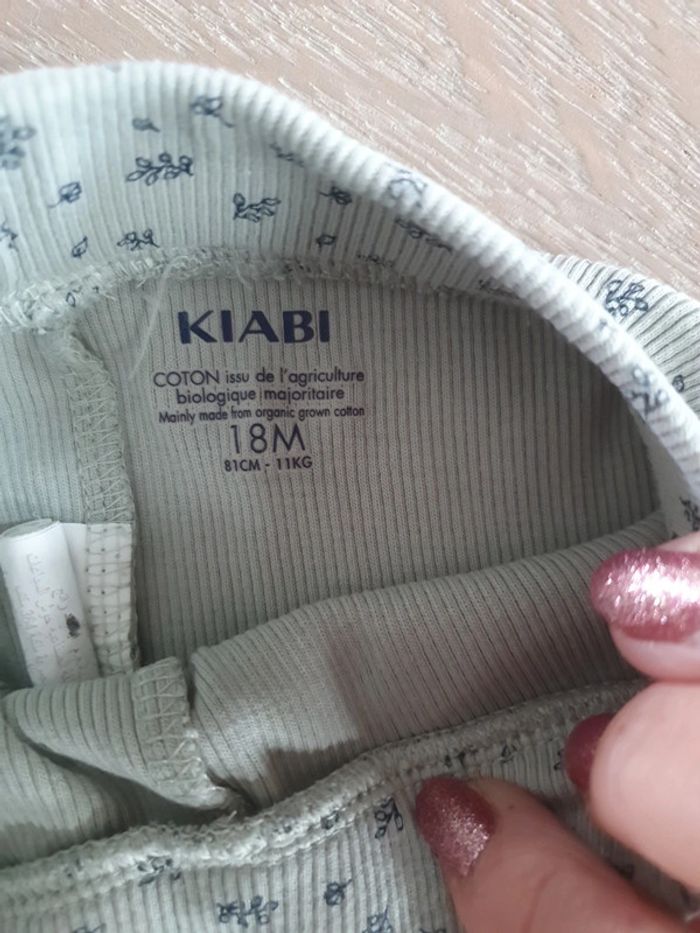 KIABI
COTON issu de l'agriculture
biologique majoritaire
Mainly made from organic grown cotton
18M
81CM - 11KG